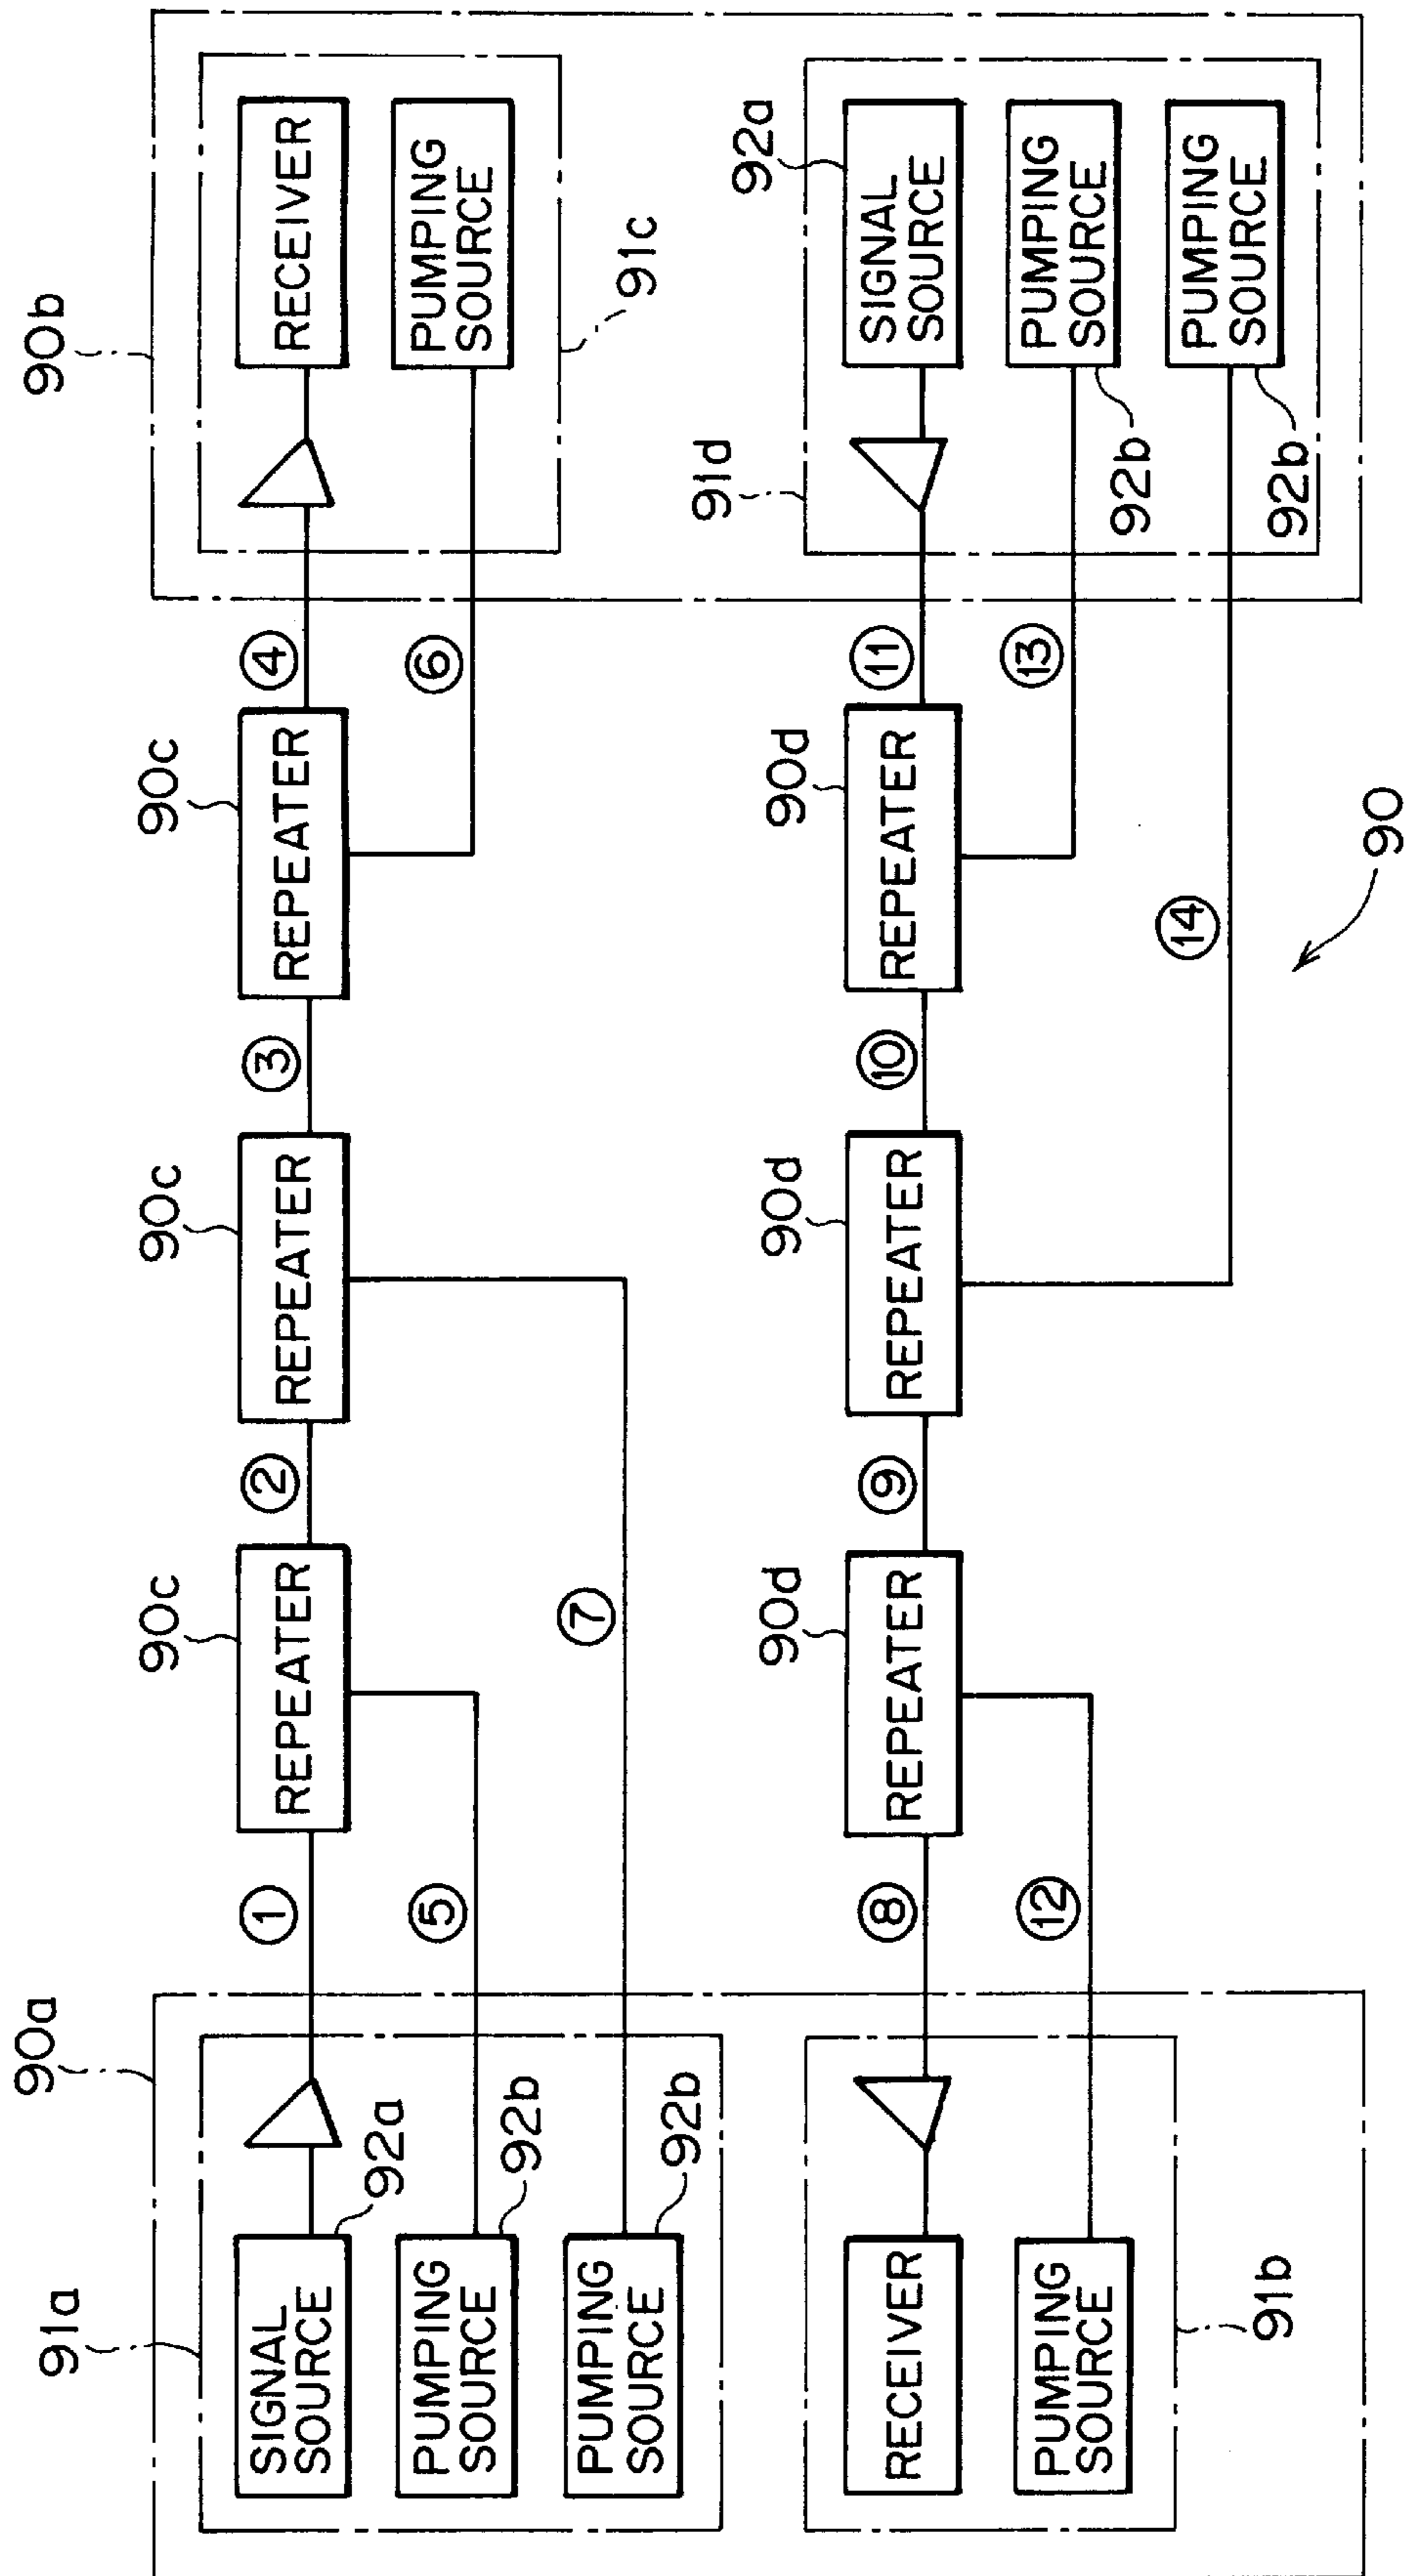 90a
91a
SIGNAL
SOURCE
92a
PUMPING
SOURCE
92b
PUMPING
SOURCE
92b
①
90c
REPEATER
②
90c
REPEATER
③
90c
REPEATER
④
⑤
⑦
⑥
90b
RECEIVER
PUMPING
SOURCE
91c
RECEIVER
PUMPING
SOURCE
91b
⑧
90d
REPEATER
⑨
90d
REPEATER
⑩
90d
REPEATER
⑪
⑫
⑬
⑭
91d
92a
SIGNAL
SOURCE
PUMPING
SOURCE
92b
PUMPING
SOURCE
92b
90